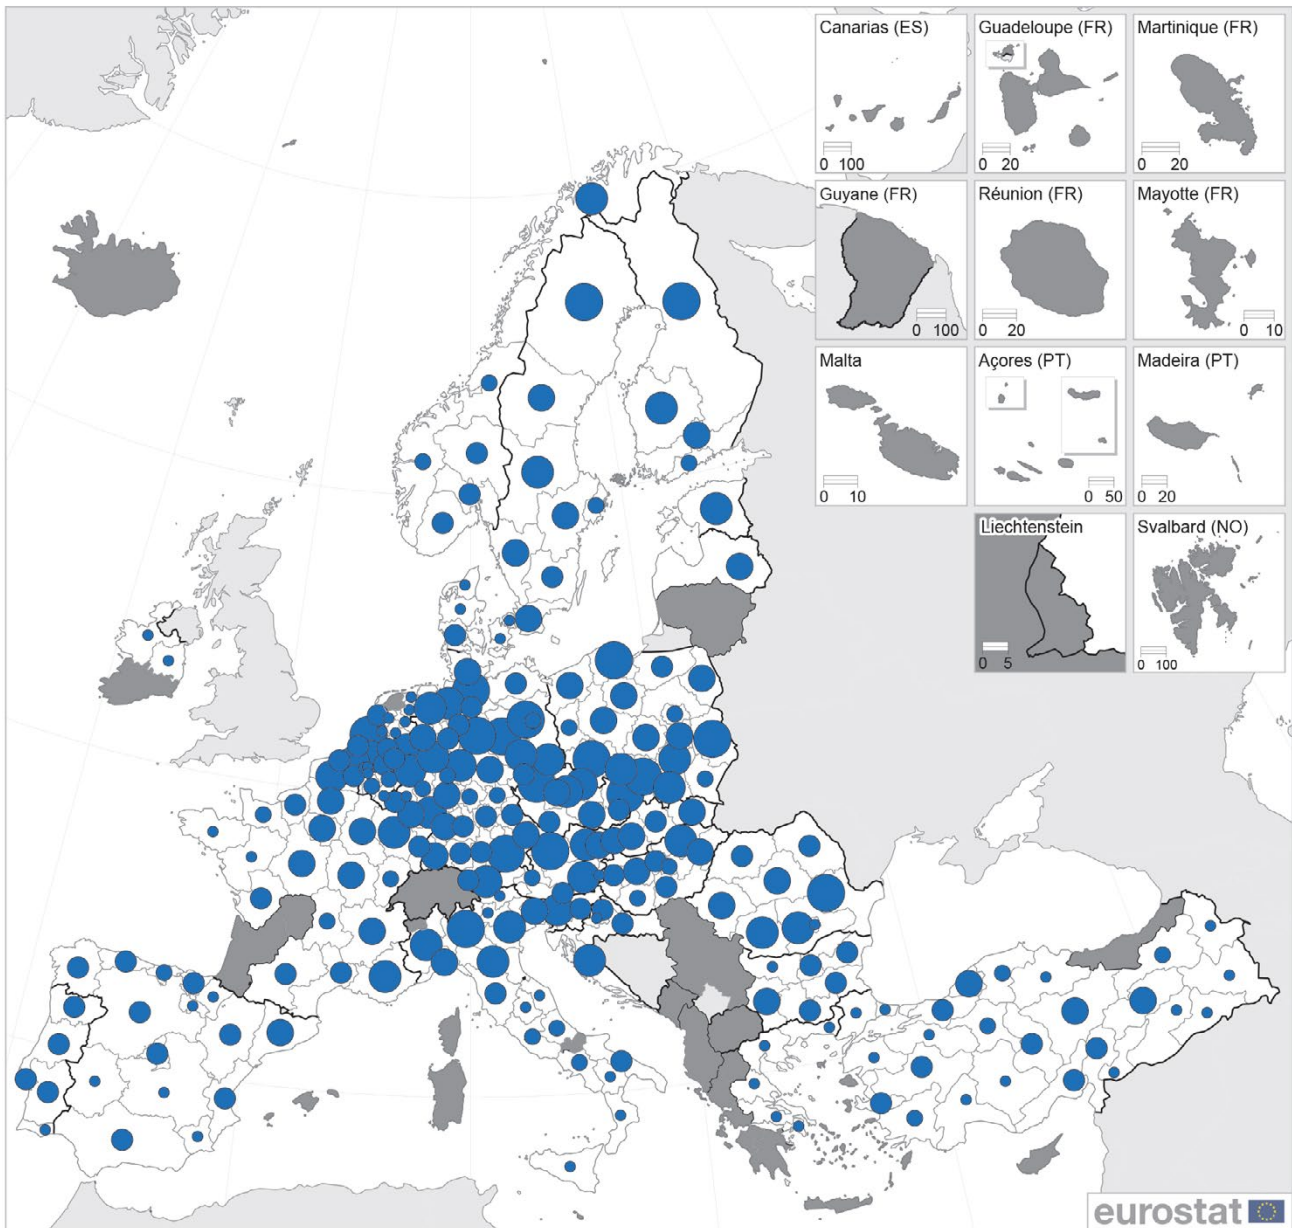 Canarias (ES)
0 100
Guadeloupe (FR)
0 20
Martinique (FR)
0 20
Guyane (FR)
0 100
Réunion (FR)
0 20
Mayotte (FR)
0 10
Malta
0 10
Açores (PT)
0 50
Madeira (PT)
0 20
Liechtenstein
0 5
Svalbard (NO)
0 100
eurostat